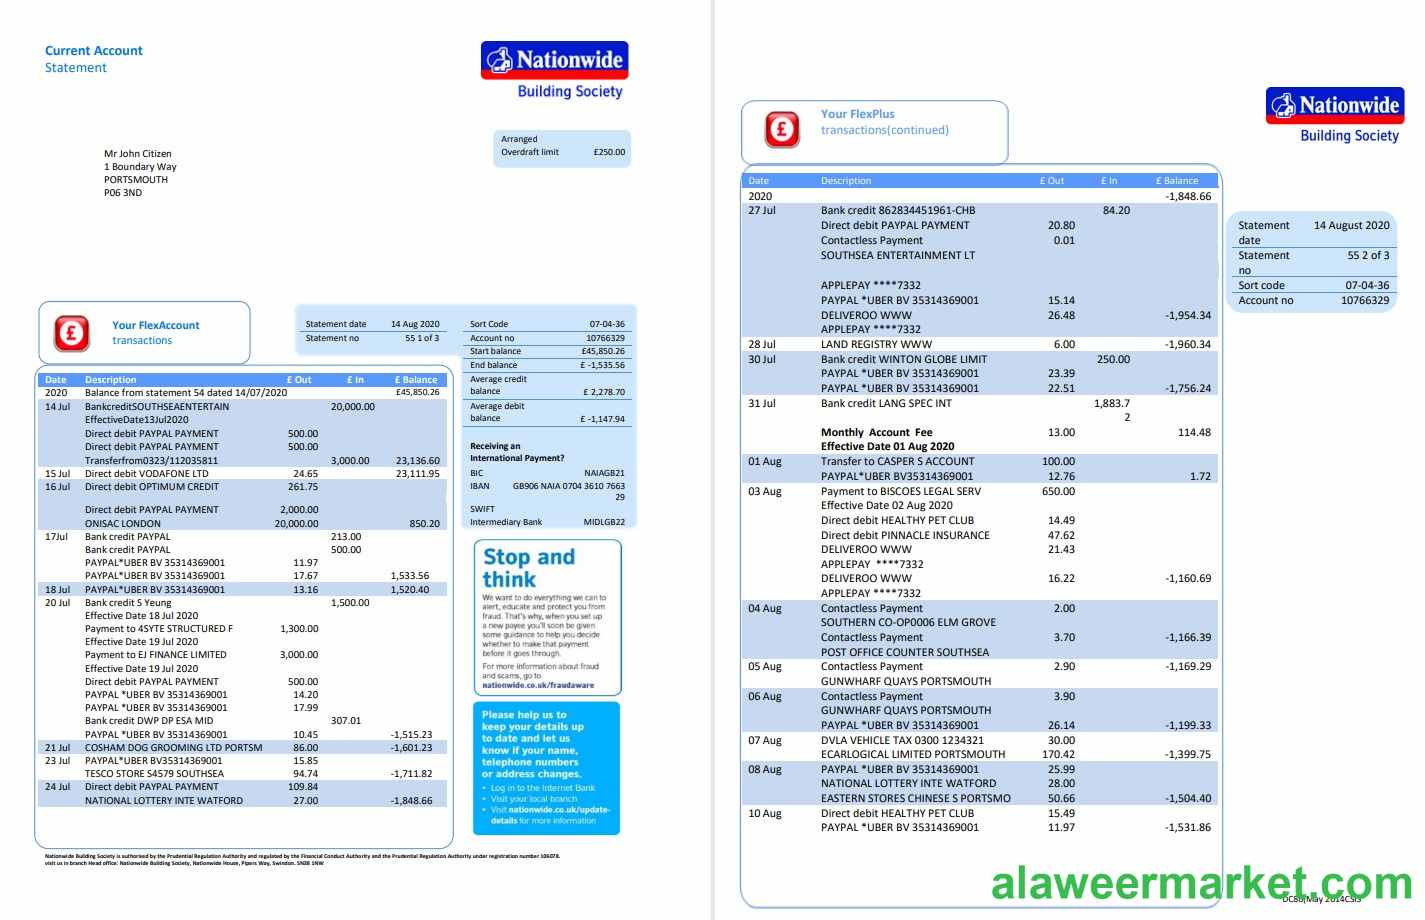 Current Account
Statement
Nationwide
Building Society
Arranged
Overdraft limit £250.00
Mr John Citizen
1 Boundary Way
PORTSMOUTH
P06 3ND
Your FlexAccount
transactions
Statement date 14 Aug 2020
Statement no 55 1 of 3
Sort Code 07-04-36
Account no 10766329
Start balance £45,850.26
End balance £ -1,535.56
Average credit
balance £ 2,278.70
Average debit
balance £ -1,147.94
Receiving an
International Payment?
BIC NAIAGB21
IBAN GB906 NAIA 0704 3610 7663
29
SWIFT
Intermediary Bank MIDLGB22
Date Description £ Out £ In £ Balance
2020 Balance from statement 54 dated 14/07/2020 £45,850.26
14 Jul BankcreditSOUTHSEAENTERTAIN 20,000.00
EffectiveDate13Jul2020
Direct debit PAYPAL PAYMENT 500.00
Direct debit PAYPAL PAYMENT 500.00
Transferfrom0323/112035811 3,000.00 23,136.60
15 Jul Direct debit VODAFONE LTD 24.65 23,111.95
16 Jul Direct debit OPTIMUM CREDIT 261.75
Direct debit PAYPAL PAYMENT 2,000.00
ONISAC LONDON 20,000.00 850.20
17Jul Bank credit PAYPAL 213.00
Bank credit PAYPAL 500.00
PAYPAL*UBER BV 35314369001 11.97
PAYPAL*UBER BV 35314369001 17.67 1,533.56
18 Jul PAYPAL*UBER BV 35314369001 13.16 1,520.40
20 Jul Bank credit S Yeung 1,500.00
Effective Date 18 Jul 2020
Payment to 4SYTE STRUCTURED F 1,300.00
Effective Date 19 Jul 2020
Payment to EJ FINANCE LIMITED 3,000.00
Effective Date 19 Jul 2020
Direct debit PAYPAL PAYMENT 500.00
PAYPAL *UBER BV 35314369001 14.20
PAYPAL *UBER BV 35314369001 17.99
Bank credit DWP DP ESA MID 307.01
PAYPAL *UBER BV 35314369001 10.45 -1,515.23
21 Jul COSHAM DOG GROOMING LTD PORTSM 86.00 -1,601.23
23 Jul PAYPAL*UBER BV35314369001 15.85
TESCO STORE S4579 SOUTHSEA 94.74 -1,711.82
24 Jul Direct debit PAYPAL PAYMENT 109.84
NATIONAL LOTTERY INTE WATFORD 27.00 -1,848.66
Stop and
think
We want to do everything we can to
alert, educate and protect you from
fraud. That's why, when you set up
a new payee you'll soon be given
some guidance to help you decide
whether to make that payment
before it goes through.
For more information about fraud
and scams, go to
nationwide.co.uk/fraudaware
Please help us to
keep your details up
to date and let us
know if your name,
telephone numbers
or address changes.
• Log in to the Internet Bank
• Visit your local branch
• Visit nationwide.co.uk/update-
details for more information
Nationwide Building Society is authorised by the Prudential Regulation Authority and regulated by the Financial Conduct Authority and the Prudential Regulation Authority under registration number 106078.
visit us in branch Head office: Nationwide Building Society, Nationwide House, Pipers Way, Swindon. SN38 1NW
Your FlexPlus
transactions(continued)
Nationwide
Building Society
Statement 14 August 2020
date
Statement 55 2 of 3
no
Sort code 07-04-36
Account no 10766329
Date Description £ Out £ In £ Balance
2020 -1,848.66
27 Jul Bank credit 862834451961-CHB 84.20
Direct debit PAYPAL PAYMENT 20.80
Contactless Payment 0.01
SOUTHSEA ENTERTAINMENT LT
APPLEPAY ****7332
PAYPAL *UBER BV 35314369001 15.14
DELIVEROO WWW 26.48 -1,954.34
APPLEPAY ****7332
28 Jul LAND REGISTRY WWW 6.00 -1,960.34
30 Jul Bank credit WINTON GLOBE LIMIT 250.00
PAYPAL *UBER BV 35314369001 23.39
PAYPAL *UBER BV 35314369001 22.51 -1,756.24
31 Jul Bank credit LANG SPEC INT 1,883.7
2
Monthly Account Fee 13.00 114.48
Effective Date 01 Aug 2020
01 Aug Transfer to CASPER S ACCOUNT 100.00
PAYPAL*UBER BV35314369001 12.76 1.72
03 Aug Payment to BISCOES LEGAL SERV 650.00
Effective Date 02 Aug 2020
Direct debit HEALTHY PET CLUB 14.49
Direct debit PINNACLE INSURANCE 47.62
DELIVEROO WWW 21.43
APPLEPAY ****7332
DELIVEROO WWW 16.22 -1,160.69
APPLEPAY ****7332
04 Aug Contactless Payment 2.00
SOUTHERN CO-OP0006 ELM GROVE
Contactless Payment 3.70 -1,166.39
POST OFFICE COUNTER SOUTHSEA
05 Aug Contactless Payment 2.90 -1,169.29
GUNWHARF QUAYS PORTSMOUTH
06 Aug Contactless Payment 3.90
GUNWHARF QUAYS PORTSMOUTH
PAYPAL *UBER BV 35314369001 26.14 -1,199.33
07 Aug DVLA VEHICLE TAX 0300 1234321 30.00
ECARLOGICAL LIMITED PORTSMOUTH 170.42 -1,399.75
08 Aug PAYPAL *UBER BV 35314369001 25.99
NATIONAL LOTTERY INTE WATFORD 28.00
EASTERN STORES CHINESE S PORTSMO 50.66 -1,504.40
10 Aug Direct debit HEALTHY PET CLUB 15.49
PAYPAL *UBER BV 35314369001 11.97 -1,531.86
alaweermarket.com